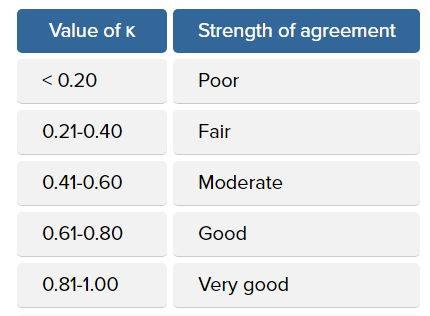 Value of κ Strength of agreement
< 0.20 Poor
0.21-0.40 Fair
0.41-0.60 Moderate
0.61-0.80 Good
0.81-1.00 Very good